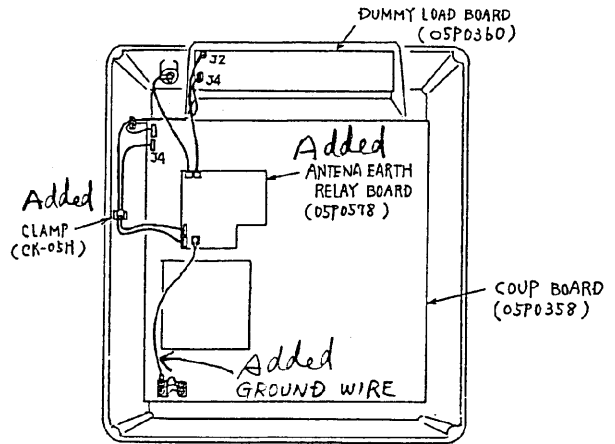 DUMMY LOAD BOARD
(05P0360)
J2
J4
J4
Added
ANTENA EARTH
RELAY BOARD
(05P0578)
Added
CLAMP
(CK-05H)
COUP BOARD
(05P0358)
Added
GROUND WIRE